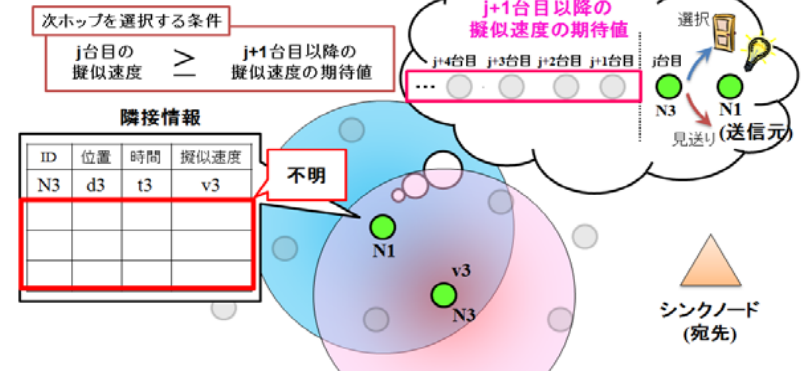 次ホップを選択する条件
j台目の
擬似速度
≧
j+1台目以降の
擬似速度の期待値
j+1台目以降の
擬似速度の期待値
j+4台目 j+3台目 j+2台目 j+1台目 j台目
…
選択
N3
N1
(送信元)
見送り
隣接情報
ID 位置 時間 擬似速度
N3 d3 t3 v3
不明
N1
v3
N3
シンクノード
(宛先)